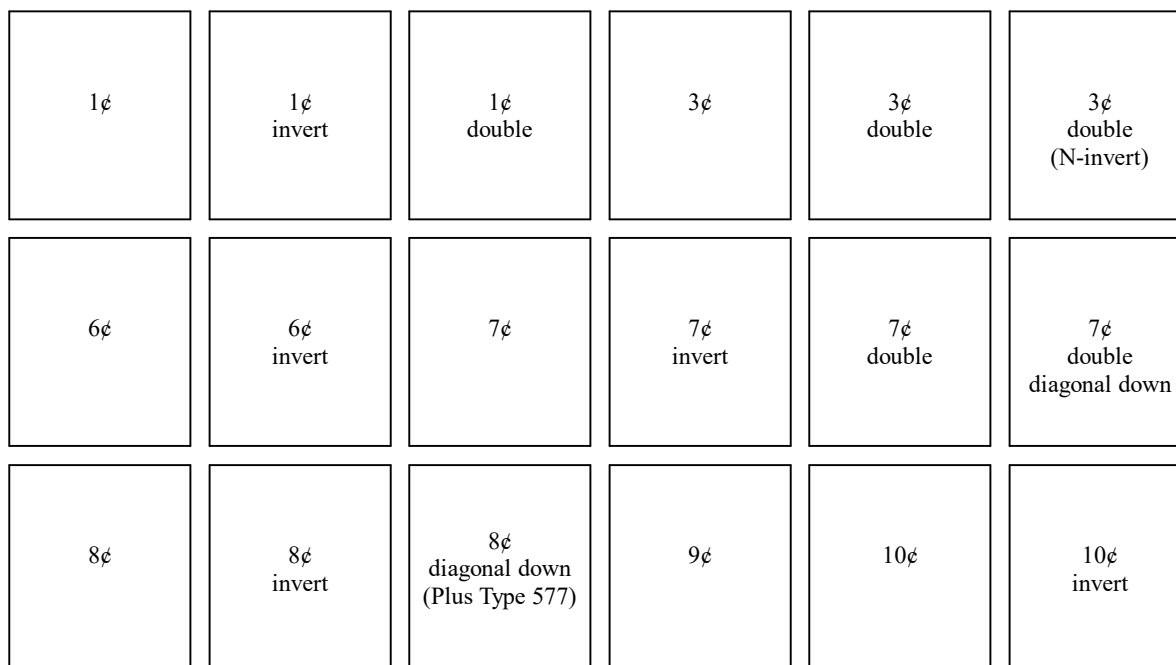 1¢
1¢
invert
1¢
double
3¢
3¢
double
3¢
double
(N-invert)
6¢
6¢
invert
7¢
7¢
invert
7¢
double
7¢
double
diagonal down
8¢
8¢
invert
8¢
diagonal down
(Plus Type 577)
9¢
10¢
10¢
invert